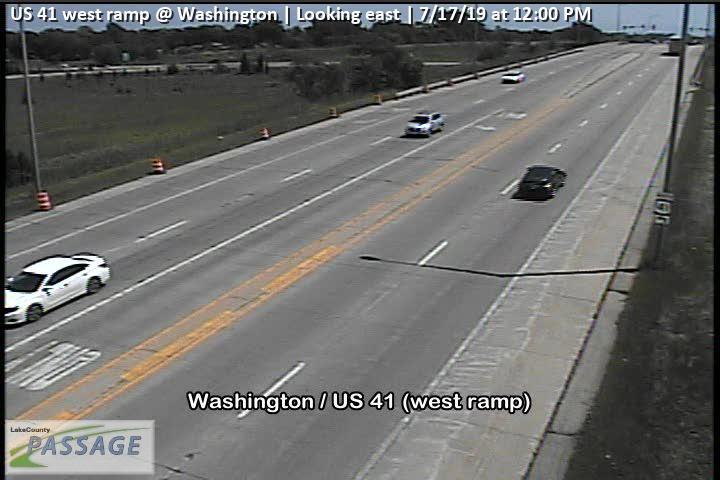 US 41 west ramp @ Washington | Looking east | 7/17/19 at 12:00 PM
Washington / US 41 (west ramp)
LakeCounty
PASSAGE